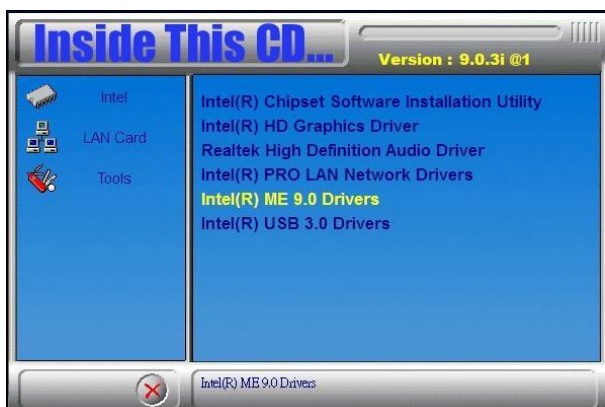 Inside This CD...
Version : 9.0.3i @1
Intel
LAN Card
Tools
Intel(R) Chipset Software Installation Utility
Intel(R) HD Graphics Driver
Realtek High Definition Audio Driver
Intel(R) PRO LAN Network Drivers
Intel(R) ME 9.0 Drivers
Intel(R) USB 3.0 Drivers
Intel(R) ME 9.0 Drivers